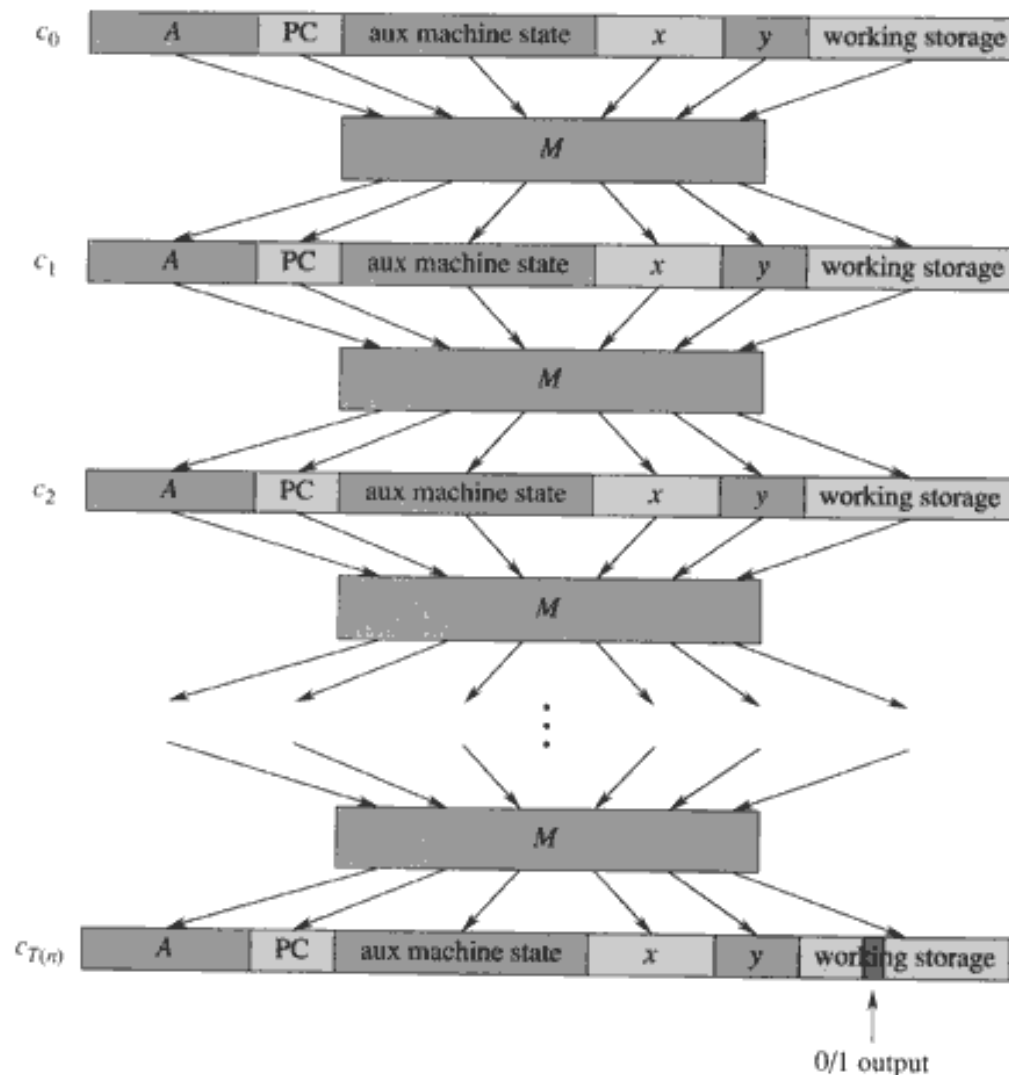 c₀ A PC aux machine state x y working storage
M
c₁ A PC aux machine state x y working storage
M
c₂ A PC aux machine state x y working storage
M
M
c_{T(n)} A PC aux machine state x y working storage
0/1 output